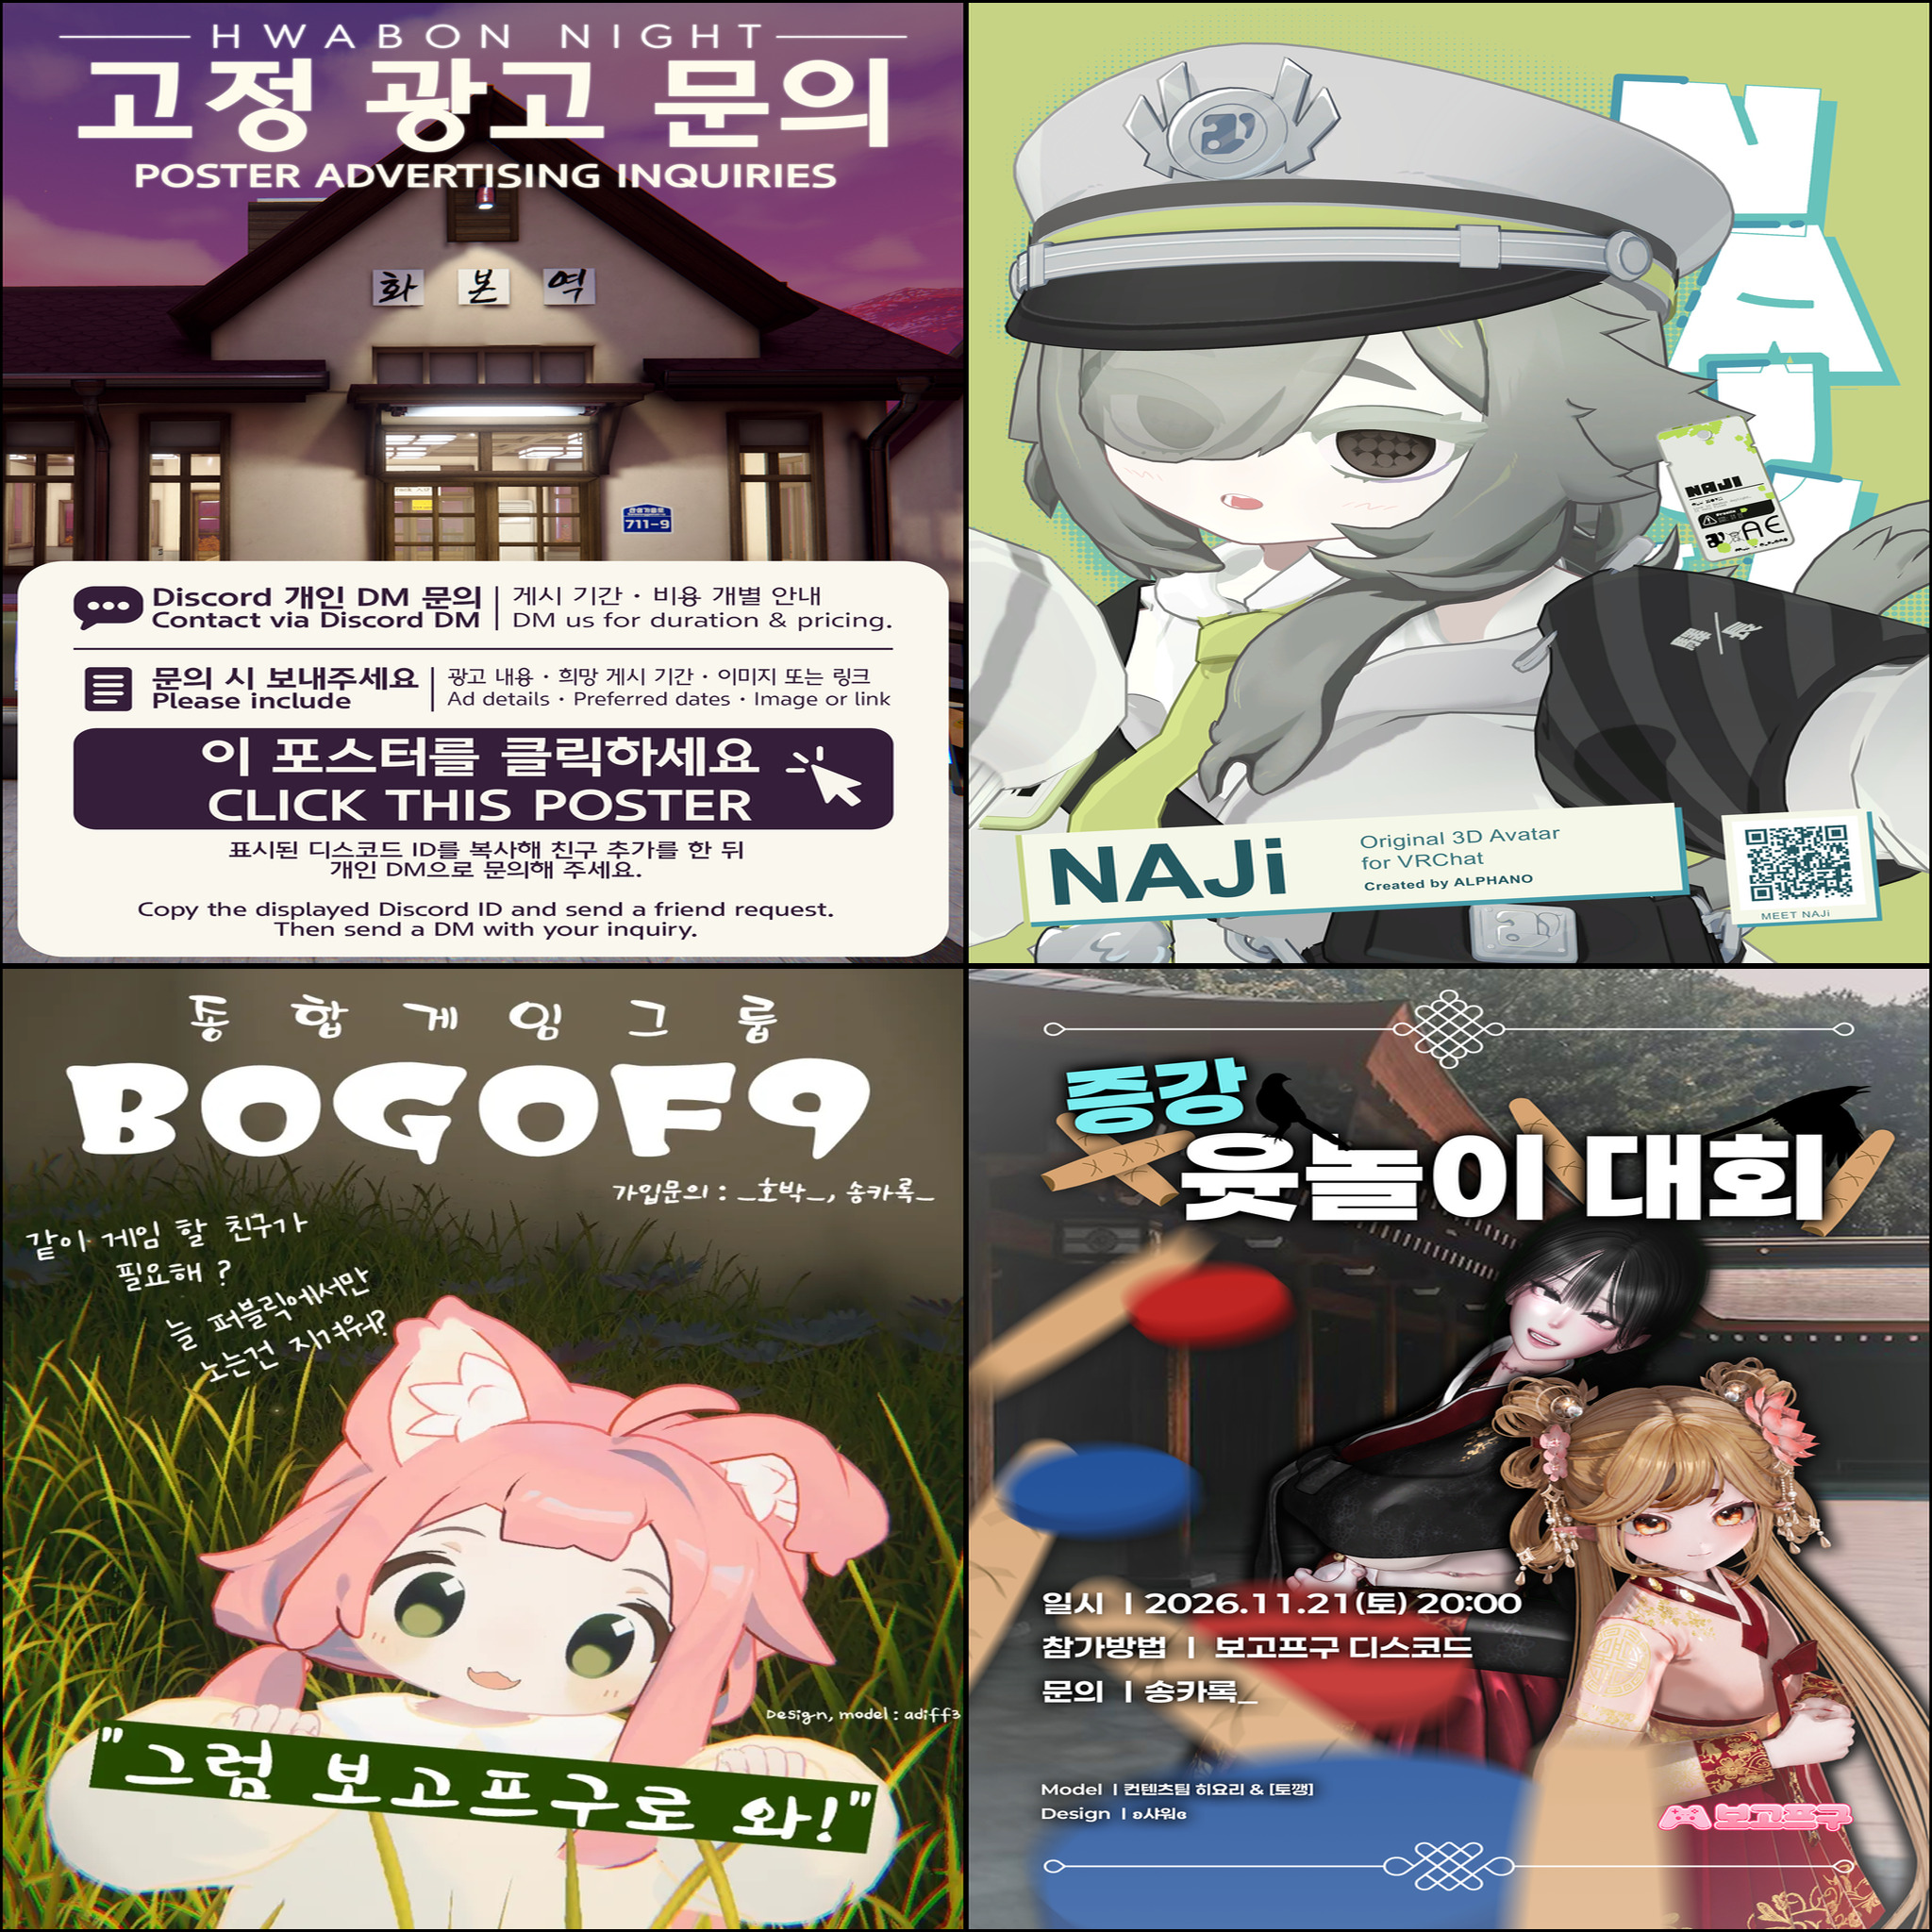 HWABON NIGHT
고정 광고 문의
POSTER ADVERTISING INQUIRIES
화 본 역
711-9
Discord 개인 DM 문의
Contact via Discord DM
게시 기간 · 비용 개별 안내
DM us for duration & pricing.
문의 시 보내주세요
Please include
광고 내용 · 희망 게시 기간 · 이미지 또는 링크
Ad details · Preferred dates · Image or link
이 포스터를 클릭하세요
CLICK THIS POSTER
표시된 디스코드 ID를 복사해 친구 추가를 한 뒤
개인 DM으로 문의해 주세요.
Copy the displayed Discord ID and send a friend request.
Then send a DM with your inquiry.
NAJI
NAJi
Original 3D Avatar
for VRChat
Created by ALPHANO
MEET NAJi
종합게임그룹
BOGOF9
가입문의 : _호박_, 송카록_
같이 게임 할 친구가
필요해 ?
늘 퍼블릭에서만
노는건 지겨워?
Design, model : adiff3
"그럼 보고프구로 와!"
증강
윷놀이 대회
일시 | 2026.11.21(토) 20:00
참가방법 | 보고프구 디스코드
문의 | 송카록_
Model | 컨텐츠팀 히요리 & [토깽]
Design | ʚ샤워ɞ
보고프구